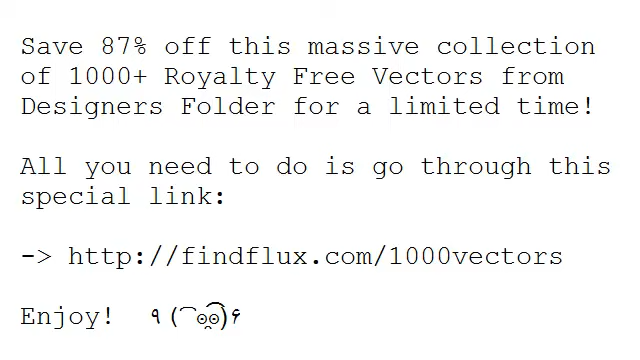 Save 87% off this massive collection
of 1000+ Royalty Free Vectors from
Designers Folder for a limited time!
All you need to do is go through this
special link:
-> http://findflux.com/1000vectors
Enjoy! ٩(͡๏̯͡๏)۶